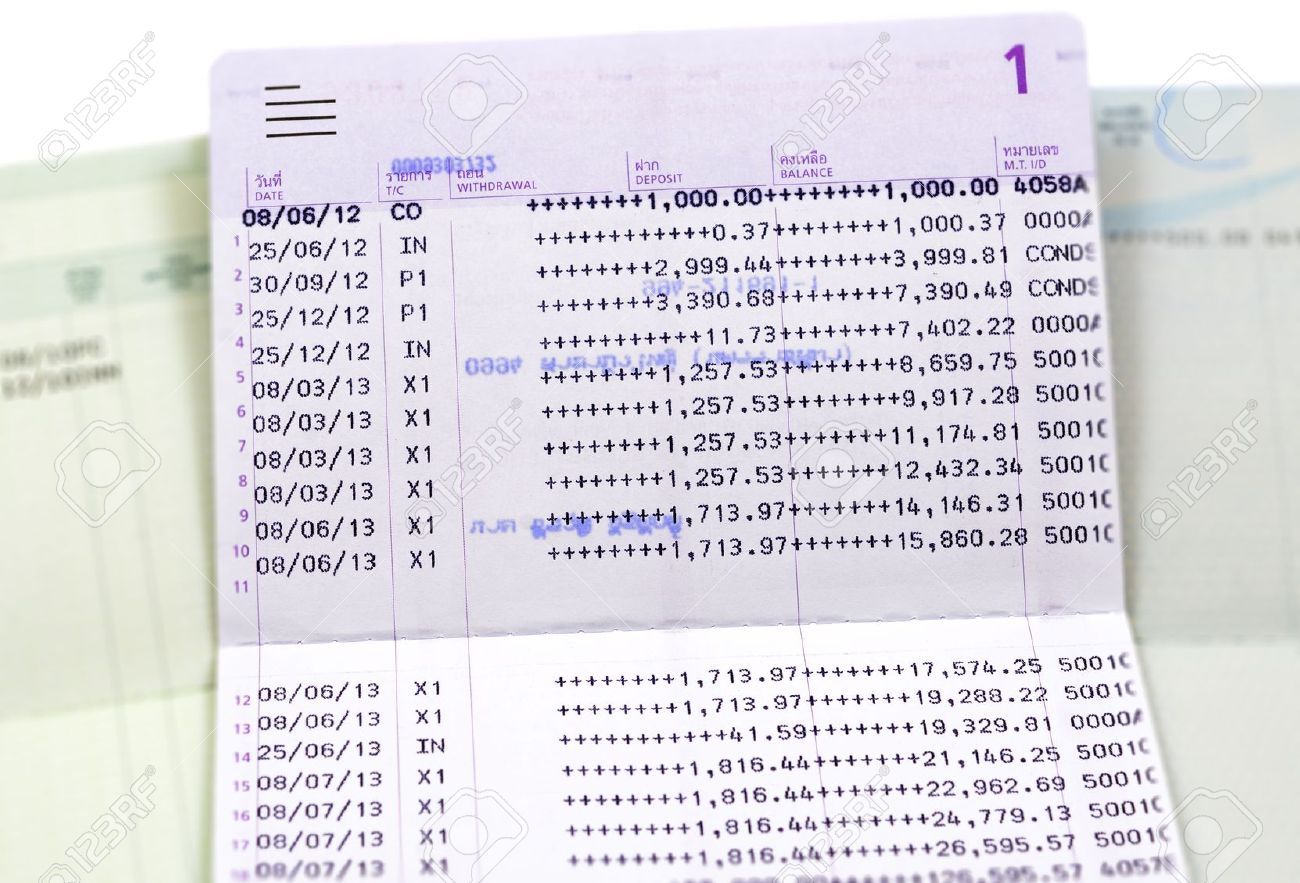 1
วันที่ รายการ ถอน ฝาก คงเหลือ หมายเลข
DATE T/C WITHDRAWAL DEPOSIT BALANCE M.T. I/D
08/06/12 CO ++++++++1,000.00++++++++1,000.00 4058A
1 25/06/12 IN ++++++++++++0.37++++++++1,000.37 0000A
2 30/09/12 P1 ++++++++2,999.44++++++++3,999.81 CONDS
3 25/12/12 P1 ++++++++3,390.68++++++++7,390.49 CONDS
4 25/12/12 IN +++++++++++11.73++++++++7,402.22 0000A
5 08/03/13 X1 ++++++++1,257.53++++++++8,659.75 5001C
6 08/03/13 X1 ++++++++1,257.53++++++++9,917.28 5001C
7 08/03/13 X1 ++++++++1,257.53+++++++11,174.81 5001C
8 08/03/13 X1 ++++++++1,257.53+++++++12,432.34 5001C
9 08/06/13 X1 ++++++++1,713.97+++++++14,146.31 5001C
10 08/06/13 X1 ++++++++1,713.97+++++++15,860.28 5001C
11
12 08/06/13 X1 ++++++++1,713.97+++++++17,574.25 5001C
13 08/06/13 X1 ++++++++1,713.97+++++++19,288.22 5001C
14 25/06/13 IN +++++++++++41.59+++++++19,329.81 0000A
15 08/07/13 X1 ++++++++1,816.44+++++++21,146.25 5001C
16 08/07/13 X1 ++++++++1,816.44+++++++22,962.69 5001C
17 08/07/13 X1 ++++++++1,816.44+++++++24,779.13 5001C
18 08/07/13 X1 ++++++++1,816.44+++++++26,595.57 5001C